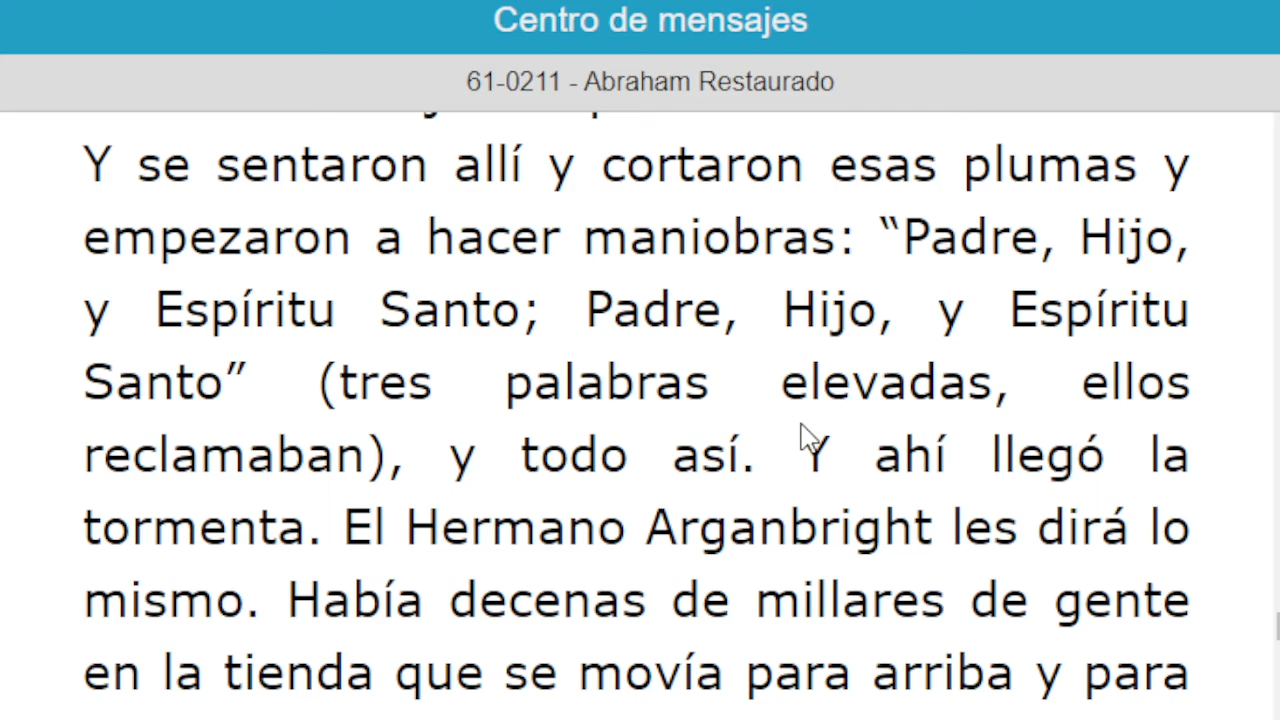 Centro de mensajes
61-0211 - Abraham Restaurado
Y se sentaron allí y cortaron esas plumas y
empezaron a hacer maniobras: “Padre, Hijo,
y Espíritu Santo; Padre, Hijo, y Espíritu
Santo” (tres palabras elevadas, ellos
reclamaban), y todo así. Y ahí llegó la
tormenta. El Hermano Arganbright les dirá lo
mismo. Había decenas de millares de gente
en la tienda que se movía para arriba y para